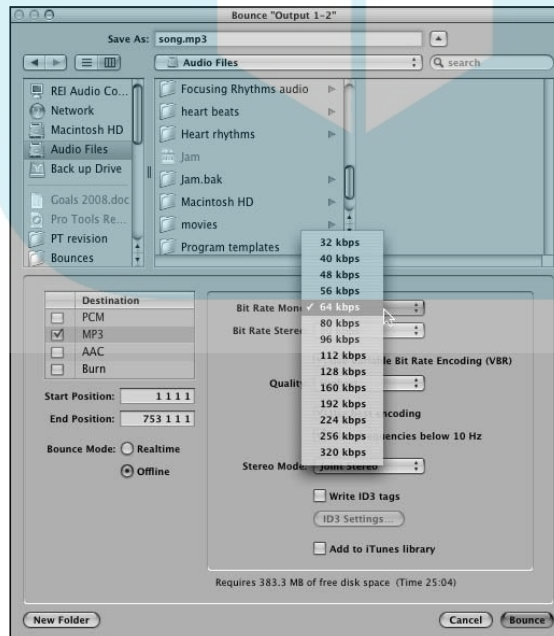 Bounce "Output 1-2"
Save As: song.mp3
Audio Files
search
REI Audio Co...
Network
Macintosh HD
Audio Files
Back up Drive
Goals 2008.doc
Pro Tools Re...
PT revision
Bounces
Focusing Rhythms audio
heart beats
Heart rhythms
Jam
Jam.bak
Macintosh HD
movies
Program templates
32 kbps
40 kbps
48 kbps
56 kbps
64 kbps
80 kbps
96 kbps
112 kbps
128 kbps
160 kbps
192 kbps
224 kbps
256 kbps
320 kbps
Destination
PCM
MP3
AAC
Burn
Start Position: 1 1 1 1
End Position: 753 1 1 1
Bounce Mode: Realtime
Offline
Bit Rate Mono
Bit Rate Stereo
Bit Rate Encoding (VBR)
Quality
encoding
below 10 Hz
Stereo Mode: Joint Stereo
Write ID3 tags
ID3 Settings...
Add to iTunes library
Requires 383.3 MB of free disk space (Time 25:04)
New Folder
Cancel
Bounce